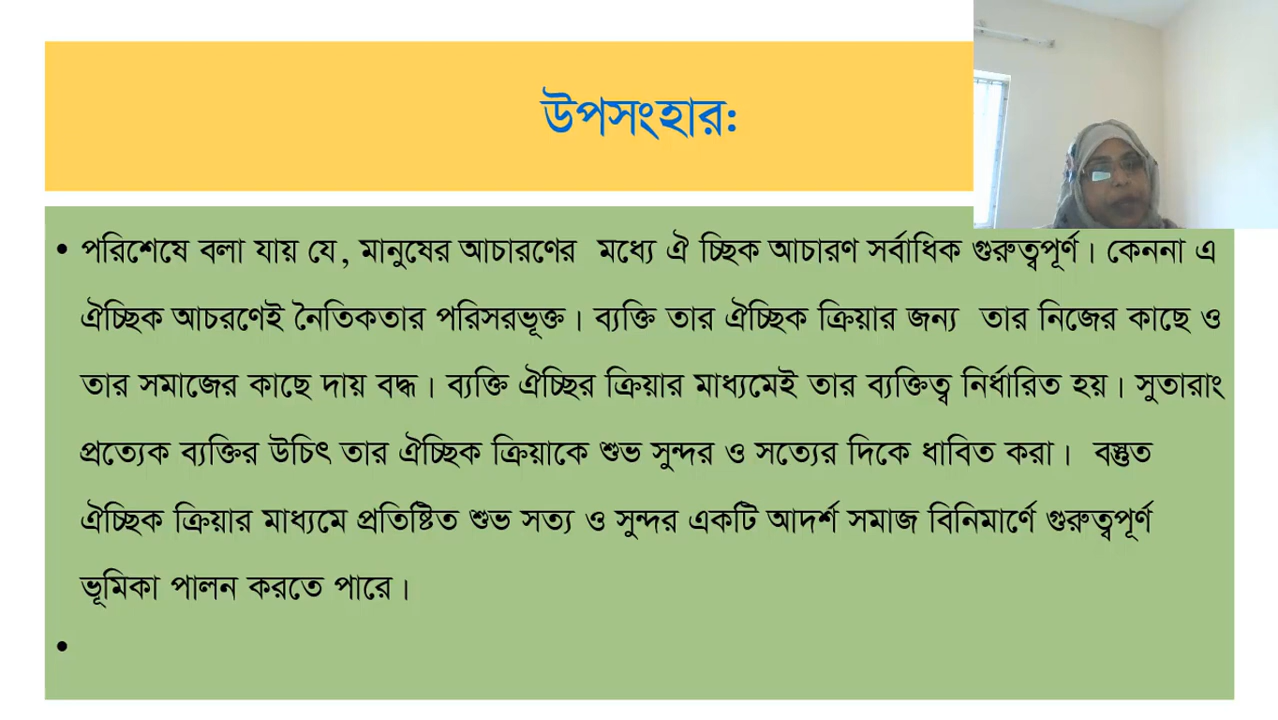 উপসংহার:
• পরিশেষে বলা যায় যে, মানুষের আচারণের মধ্যে ঐ চ্ছিক আচারণ সর্বাধিক গুরুত্বপূর্ণ। কেননা এ
ঐচ্ছিক আচরণেই নৈতিকতার পরিসরভূক্ত। ব্যক্তি তার ঐচ্ছিক ক্রিয়ার জন্য তার নিজের কাছে ও
তার সমাজের কাছে দায় বদ্ধ। ব্যক্তি ঐচ্ছির ক্রিয়ার মাধ্যমেই তার ব্যক্তিত্ব নির্ধারিত হয়। সুতারাং
প্রত্যেক ব্যক্তির উচিৎ তার ঐচ্ছিক ক্রিয়াকে শুভ সুন্দর ও সত্যের দিকে ধাবিত করা। বস্তুত
ঐচ্ছিক ক্রিয়ার মাধ্যমে প্রতিষ্টিত শুভ সত্য ও সুন্দর একটি আদর্শ সমাজ বিনিমার্ণে গুরুত্বপূর্ণ
ভূমিকা পালন করতে পারে।
•